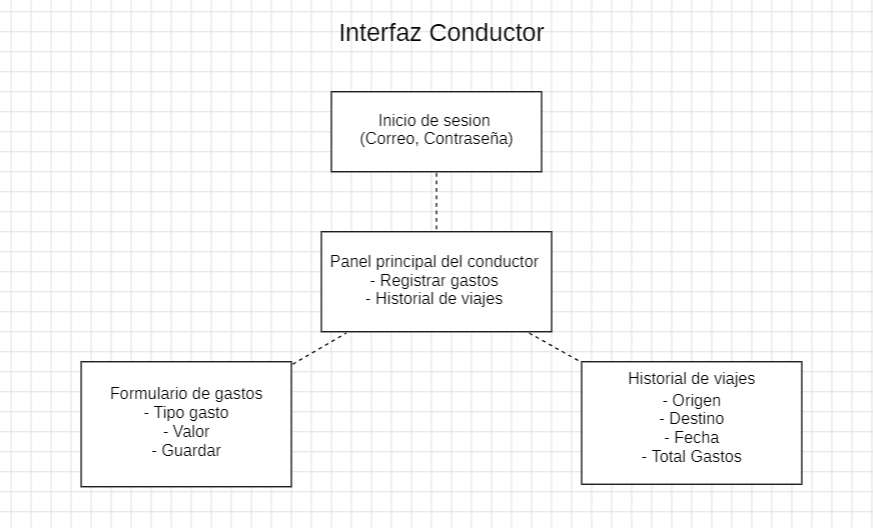 Interfaz Conductor
Inicio de sesion
(Correo, Contraseña)
Panel principal del conductor
- Registrar gastos
- Historial de viajes
Formulario de gastos
- Tipo gasto
- Valor
- Guardar
Historial de viajes
- Origen
- Destino
- Fecha
- Total Gastos